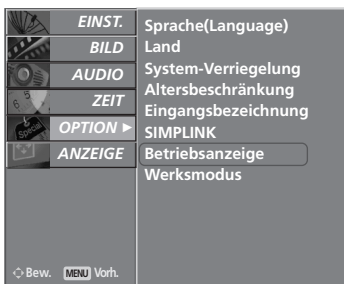 EINST.
BILD
AUDIO
ZEIT
OPTION ►
ANZEIGE
Sprache(Language)
Land
System-Verriegelung
Altersbeschränkung
Eingangsbezeichnung
SIMPLINK
Betriebsanzeige
Werksmodus
Bew. MENU Vorh.